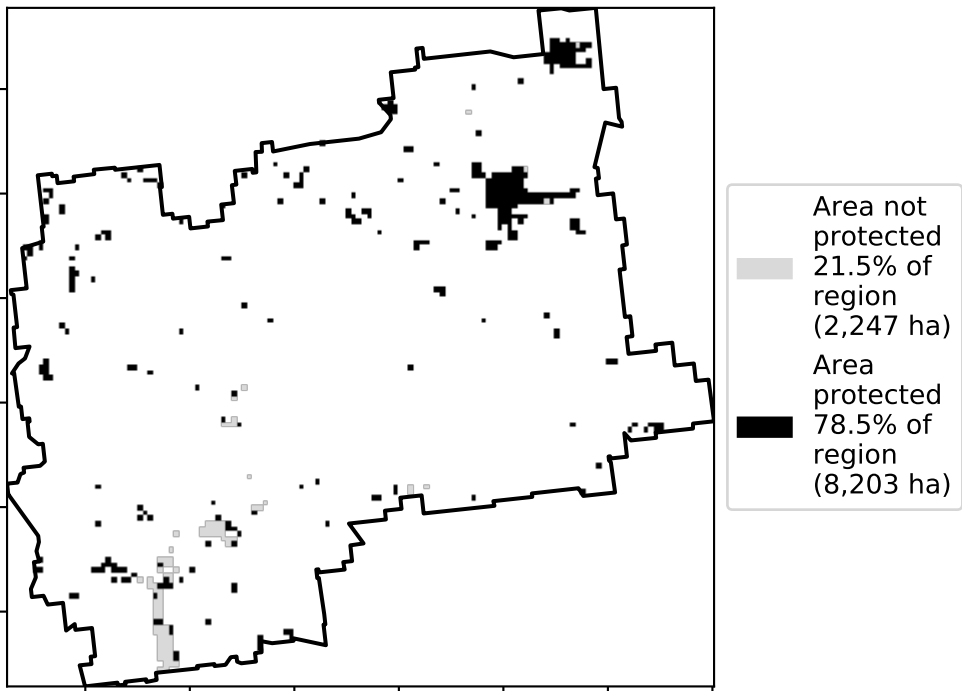 Area not
protected
21.5% of
region
(2,247 ha)
Area
protected
78.5% of
region
(8,203 ha)